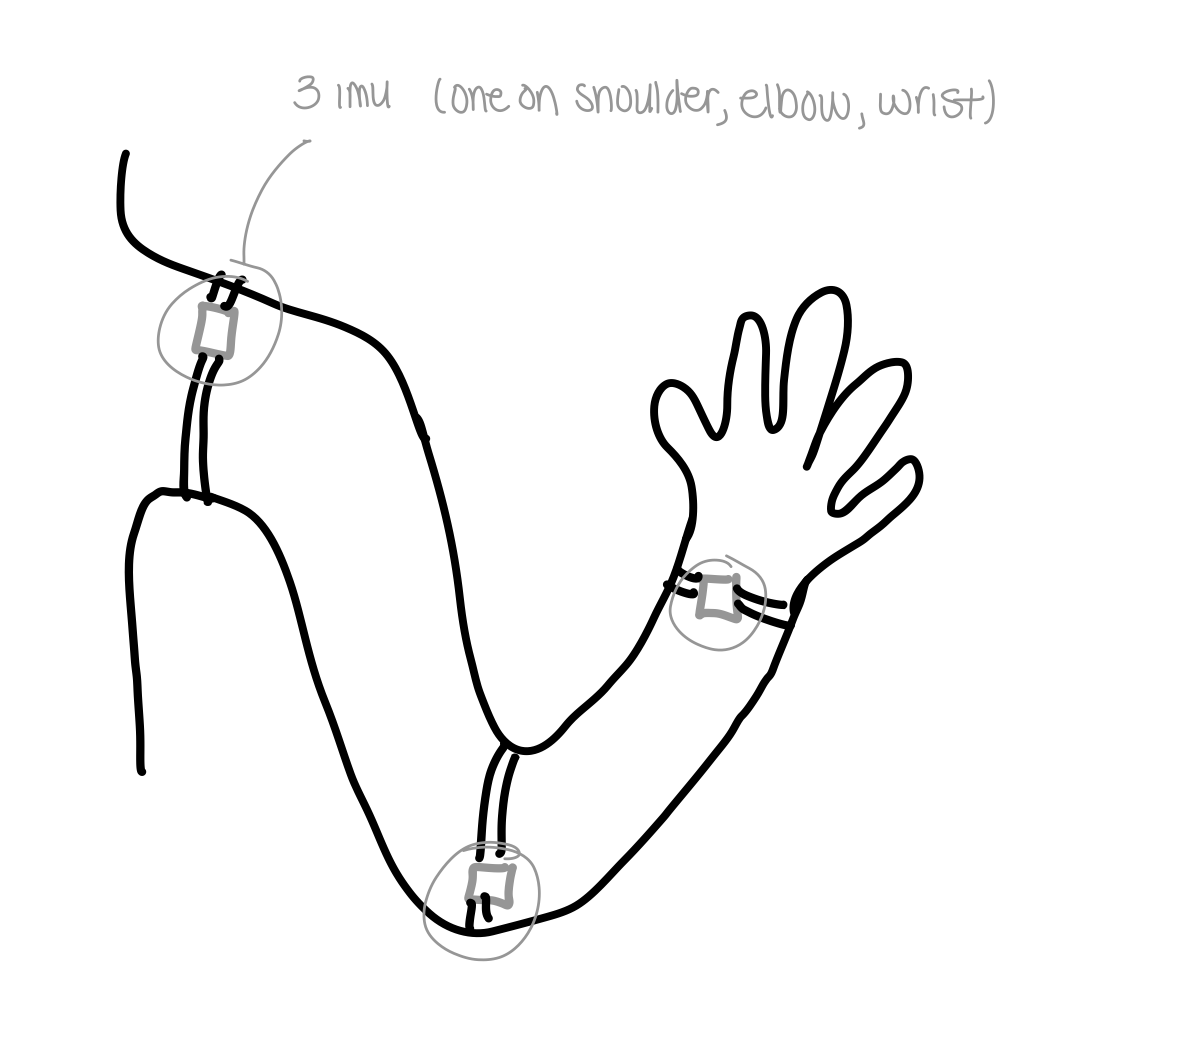 3 imu (one on snoulder, elbow, wrist)